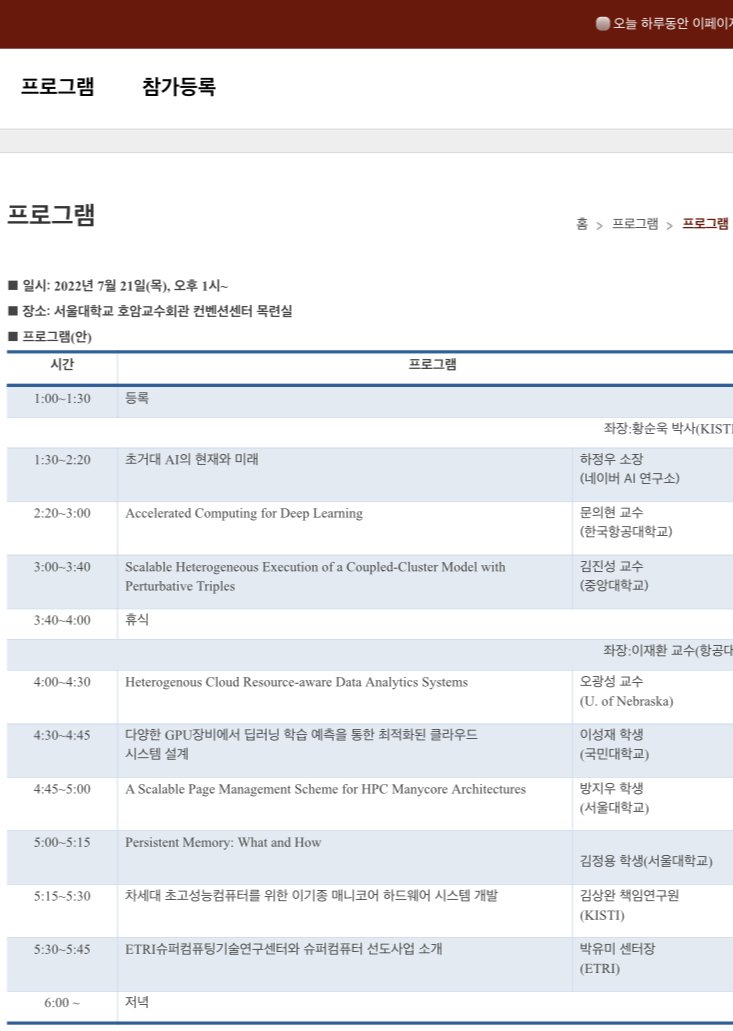 오늘 하루동안 이페이지
프로그램 참가등록
프로그램
홈 > 프로그램 > 프로그램
■ 일시: 2022년 7월 21일(목), 오후 1시~
■ 장소: 서울대학교 호암교수회관 컨벤션센터 목련실
■ 프로그램(안)
시간 프로그램
1:00~1:30 등록
좌장:황순욱 박사(KISTI
1:30~2:20 초거대 AI의 현재와 미래 하정우 소장
(네이버 AI 연구소)
2:20~3:00 Accelerated Computing for Deep Learning 문의현 교수
(한국항공대학교)
3:00~3:40 Scalable Heterogeneous Execution of a Coupled-Cluster Model with 김진성 교수
Perturbative Triples (중앙대학교)
3:40~4:00 휴식
좌장:이재환 교수(항공대
4:00~4:30 Heterogenous Cloud Resource-aware Data Analytics Systems 오광성 교수
(U. of Nebraska)
4:30~4:45 다양한 GPU장비에서 딥러닝 학습 예측을 통한 최적화된 클라우드 이성재 학생
시스템 설계 (국민대학교)
4:45~5:00 A Scalable Page Management Scheme for HPC Manycore Architectures 방지우 학생
(서울대학교)
5:00~5:15 Persistent Memory: What and How
김정용 학생(서울대학교)
5:15~5:30 차세대 초고성능컴퓨터를 위한 이기종 매니코어 하드웨어 시스템 개발 김상완 책임연구원
(KISTI)
5:30~5:45 ETRI슈퍼컴퓨팅기술연구센터와 슈퍼컴퓨터 선도사업 소개 박유미 센터장
(ETRI)
6:00 ~ 저녁